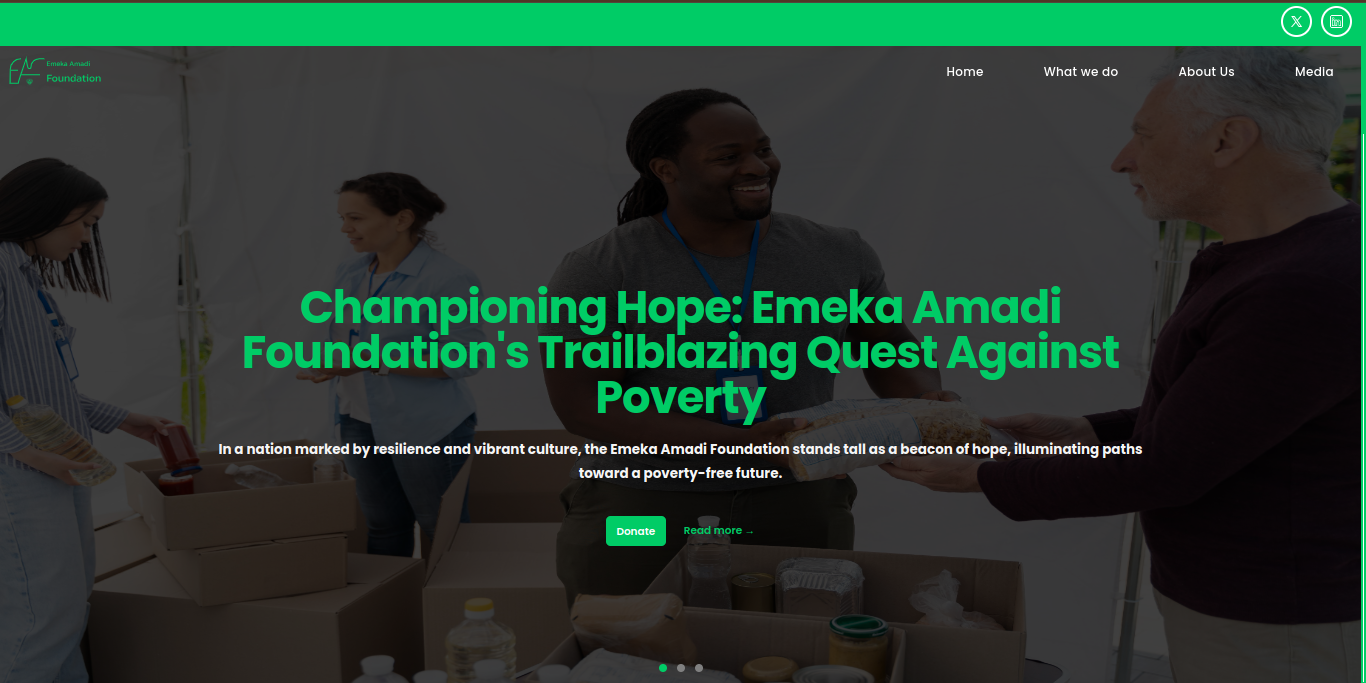 Emeka Amadi
Foundation
Home
What we do
About Us
Media
Championing Hope: Emeka Amadi
Foundation's Trailblazing Quest Against
Poverty
In a nation marked by resilience and vibrant culture, the Emeka Amadi Foundation stands tall as a beacon of hope, illuminating paths
toward a poverty-free future.
Donate
Read more →